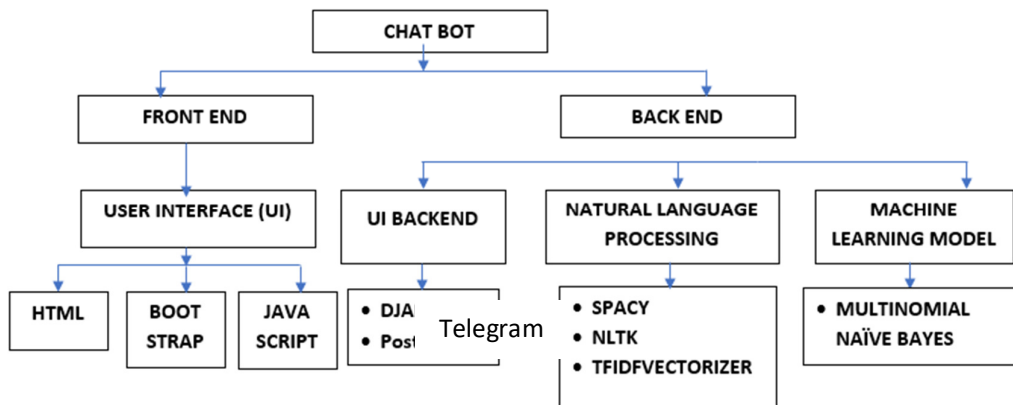 CHAT BOT
FRONT END
BACK END
USER INTERFACE (UI)
UI BACKEND
NATURAL LANGUAGE
PROCESSING
MACHINE
LEARNING MODEL
HTML
BOOT
STRAP
JAVA
SCRIPT
• Post
Telegram
• SPACY
• NLTK
• TFIDFVECTORIZER
• MULTINOMIAL
NAÏVE BAYES